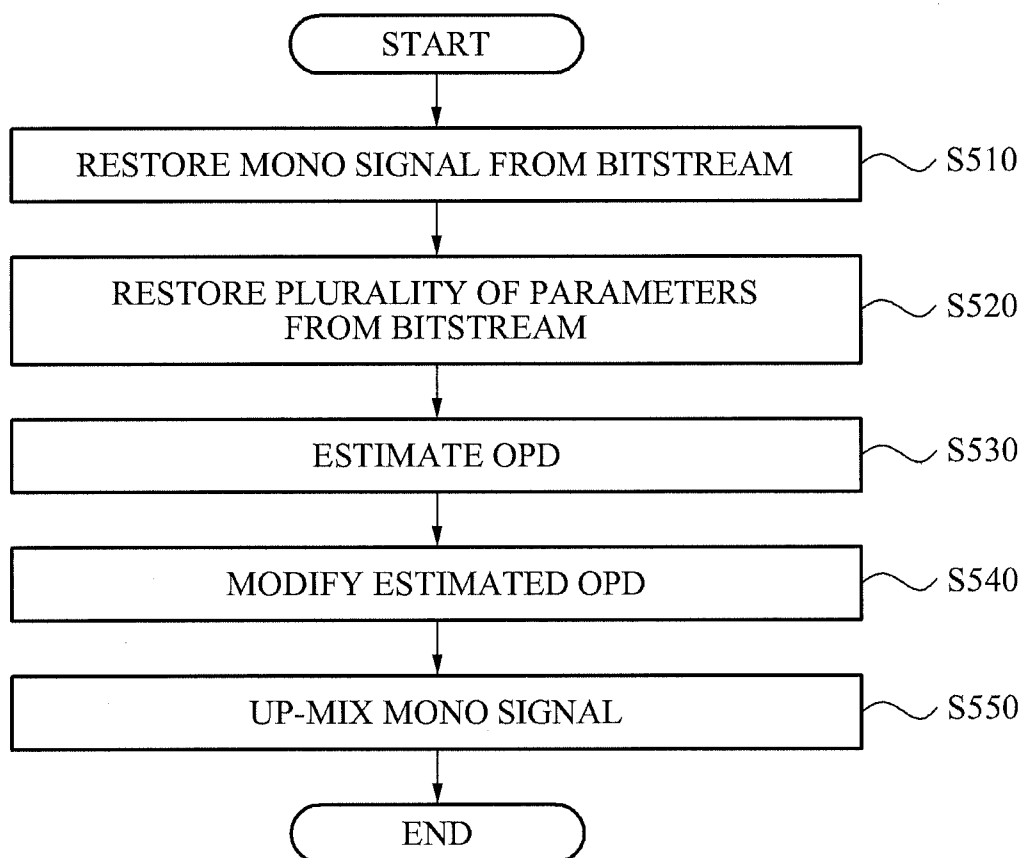 START
RESTORE MONO SIGNAL FROM BITSTREAM
S510
RESTORE PLURALITY OF PARAMETERS
FROM BITSTREAM
S520
ESTIMATE OPD
S530
MODIFY ESTIMATED OPD
S540
UP-MIX MONO SIGNAL
S550
END